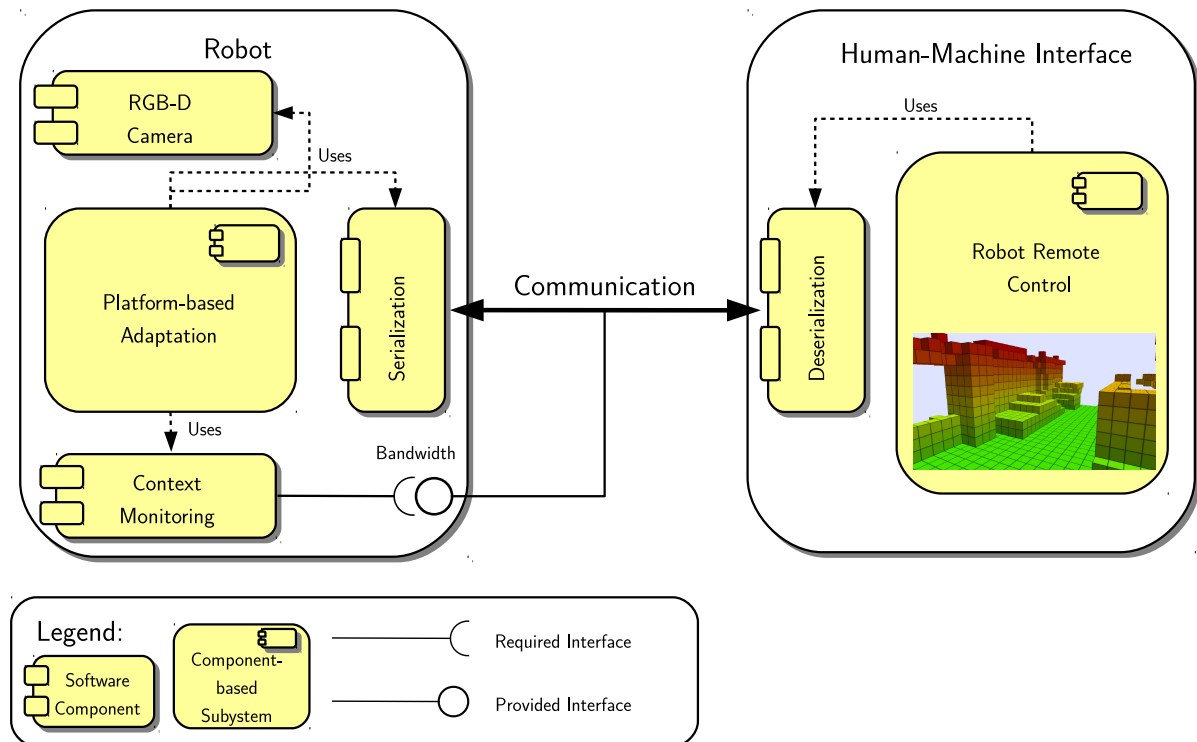 Robot
RGB-D
Camera
Uses
Platform-based
Adaptation
Serialization
Uses
Context
Monitoring
Bandwidth
Communication
Human-Machine Interface
Uses
Deserialization
Robot Remote
Control
Legend:
Software
Component
Component-
based
Subystem
Required Interface
Provided Interface